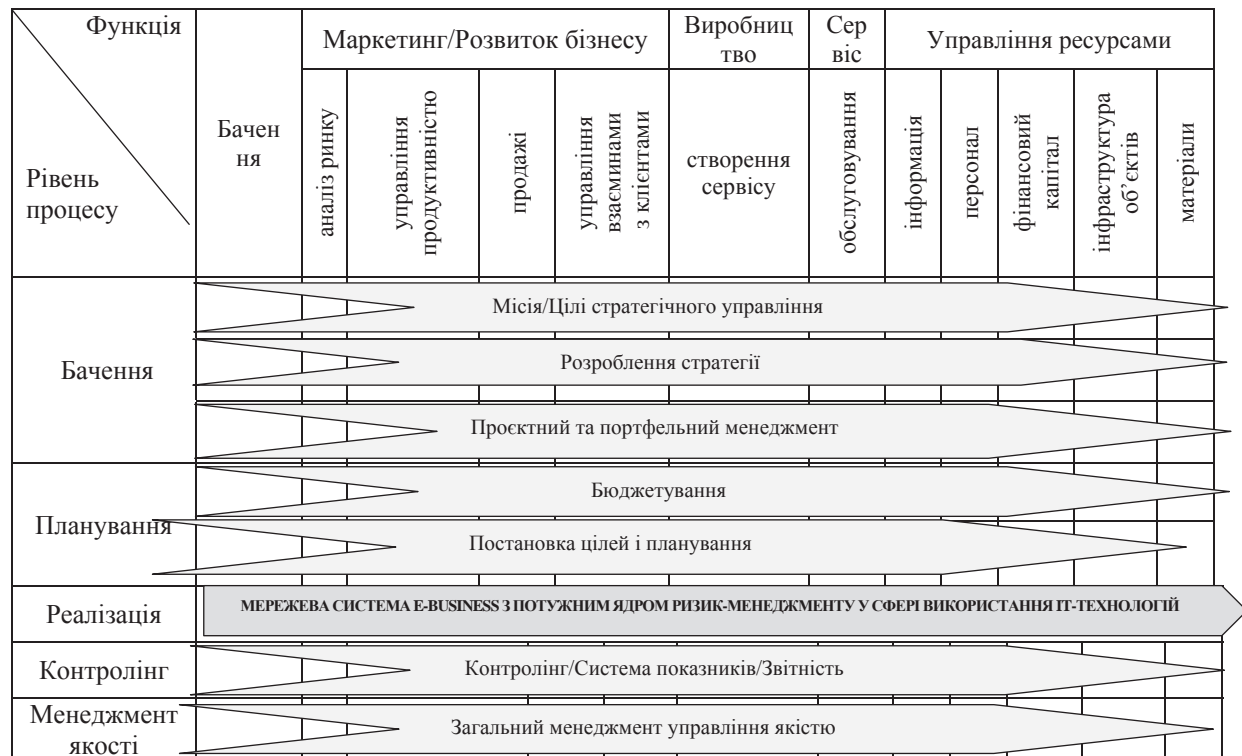 Функція
Рівень
процесу
Бачен
ня
Маркетинг/Розвиток бізнесу
Виробниц
тво
Сер
віс
Управління ресурсами
аналіз ринку
управління
продуктивністю
продажі
управління
взаєминами
з клієнтами
створення
сервісу
обслуговування
інформація
персонал
фінансовий
капітал
інфраструктура
об’єктів
матеріали
Бачення
Місія/Цілі стратегічного управління
Розроблення стратегії
Проєктний та портфельний менеджмент
Планування
Бюджетування
Постановка цілей і планування
Реалізація
МЕРЕЖЕВА СИСТЕМА E-BUSINESS З ПОТУЖНИМ ЯДРОМ РИЗИК-МЕНЕДЖМЕНТУ У СФЕРІ ВИКОРИСТАННЯ ІТ-ТЕХНОЛОГІЙ
Контролінг
Контролінг/Система показників/Звітність
Менеджмент
якості
Загальний менеджмент управління якістю